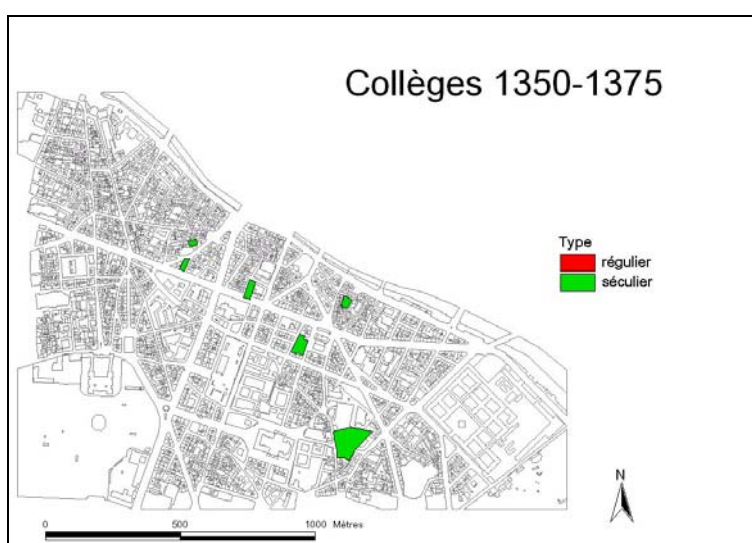 Collèges 1350-1375
Type
régulier
séculier
N
0 500 1000 Mètres